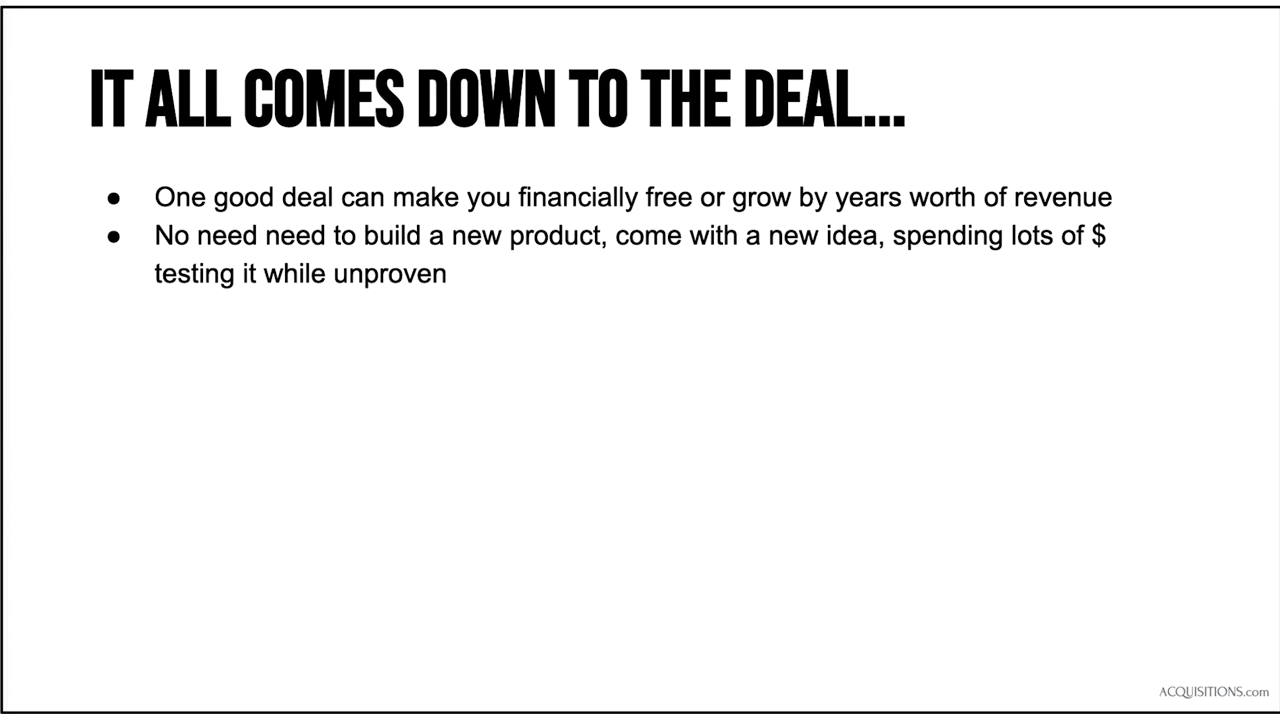 IT ALL COMES DOWN TO THE DEAL...
● One good deal can make you financially free or grow by years worth of revenue
● No need need to build a new product, come with a new idea, spending lots of $
testing it while unproven
ACQUISITIONS.com